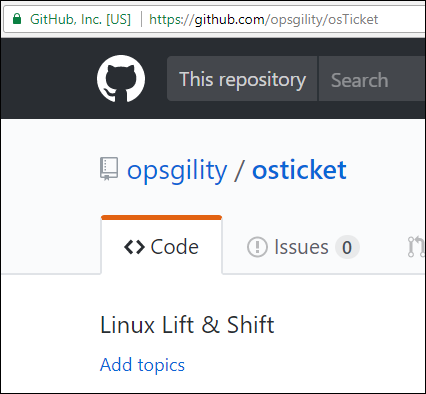 GitHub, Inc. [US] https://github.com/opsgility/osTicket
This repository Search
opsgility / osticket
<> Code Issues 0
Linux Lift & Shift
Add topics